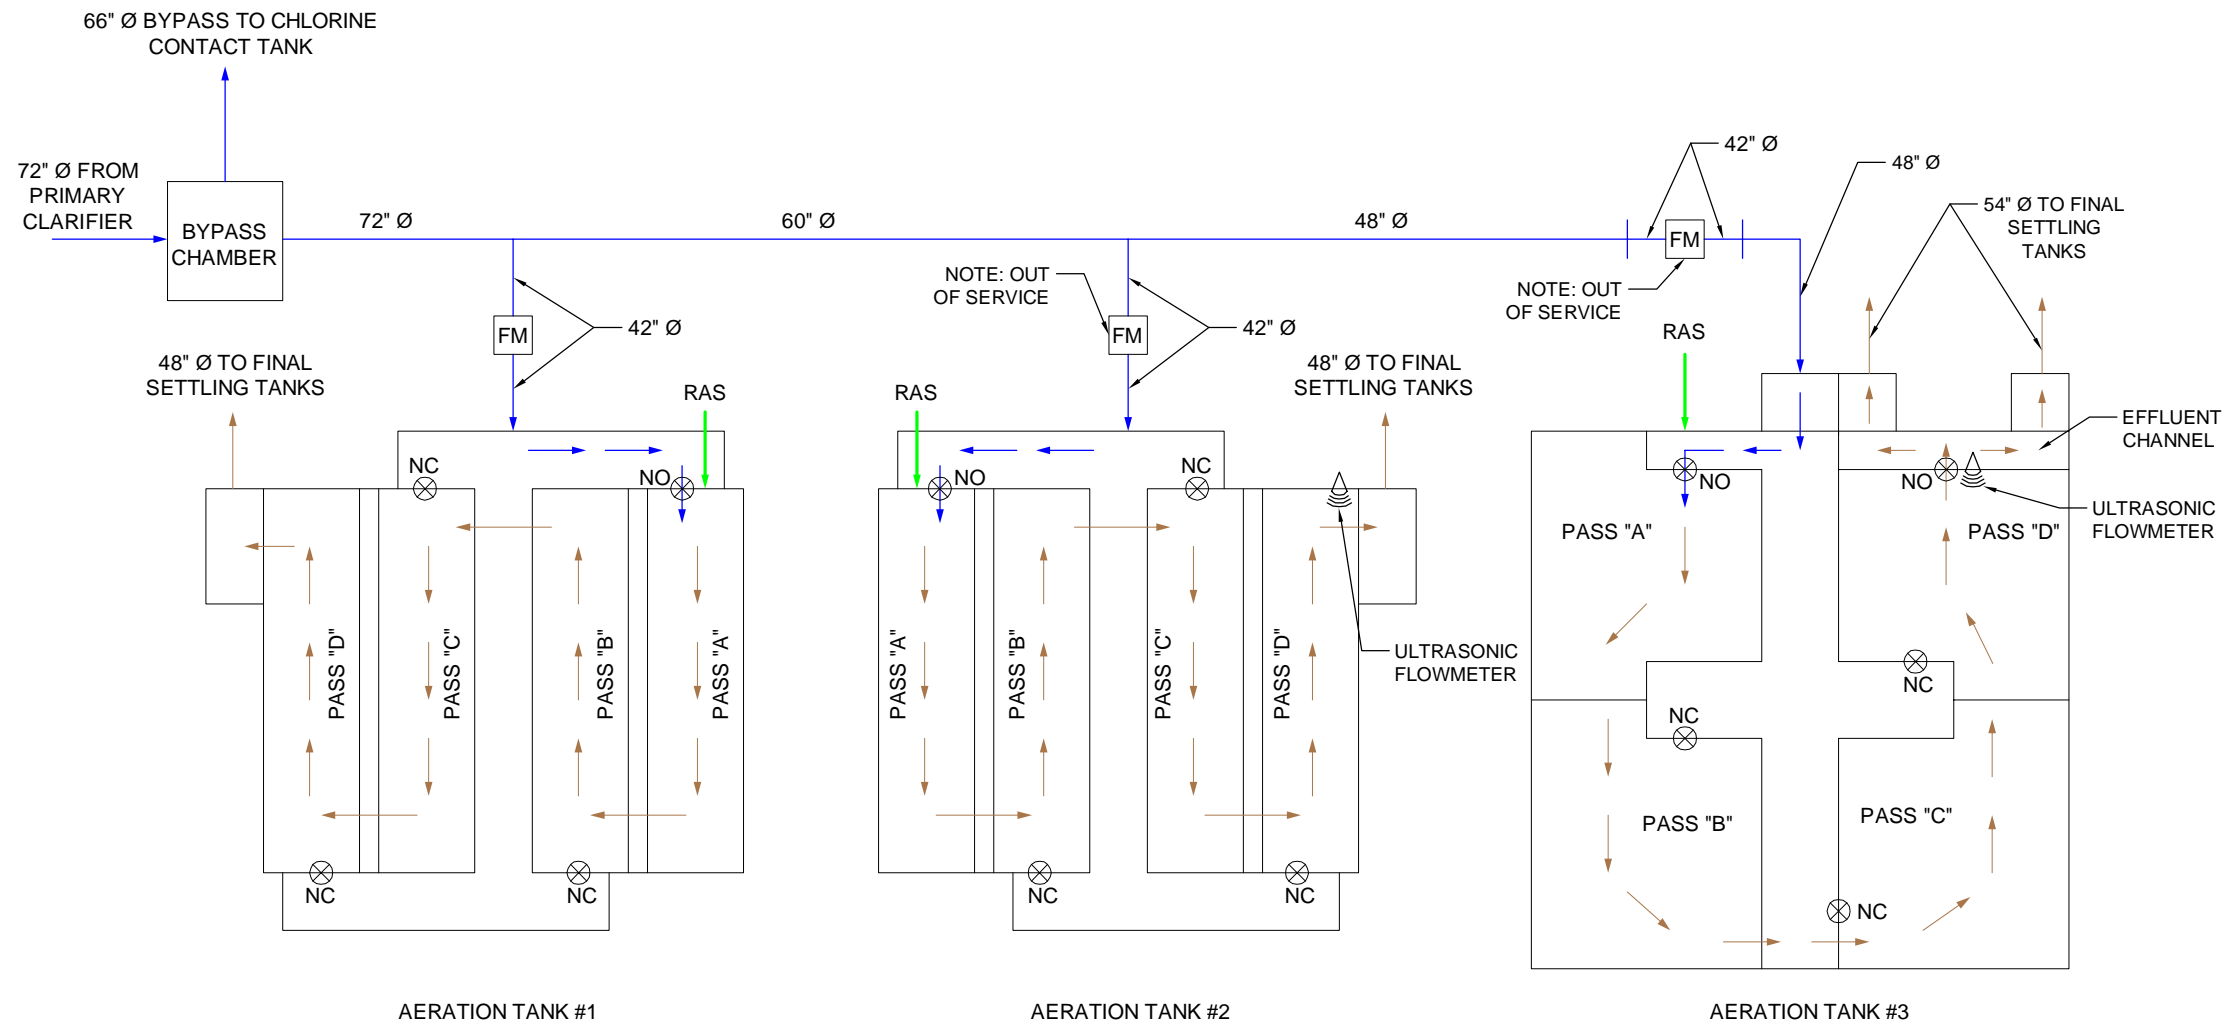 66" Ø BYPASS TO CHLORINE
CONTACT TANK
72" Ø FROM
PRIMARY
CLARIFIER
BYPASS
CHAMBER
72" Ø
60" Ø
48" Ø
42" Ø
48" Ø
54" Ø TO FINAL
SETTLING
TANKS
FM
NOTE: OUT
OF SERVICE
NOTE: OUT
OF SERVICE
FM
42" Ø
FM
42" Ø
RAS
48" Ø TO FINAL
SETTLING TANKS
RAS
RAS
48" Ø TO FINAL
SETTLING TANKS
EFFLUENT
CHANNEL
NC
NO
NO
NC
NO
NO
ULTRASONIC
FLOWMETER
PASS "A"
PASS "D"
PASS "D"
PASS "C"
PASS "B"
PASS "A"
PASS "A"
PASS "B"
PASS "C"
PASS "D"
ULTRASONIC
FLOWMETER
NC
NC
PASS "B"
PASS "C"
NC
NC
NC
NC
NC
AERATION TANK #1
AERATION TANK #2
AERATION TANK #3